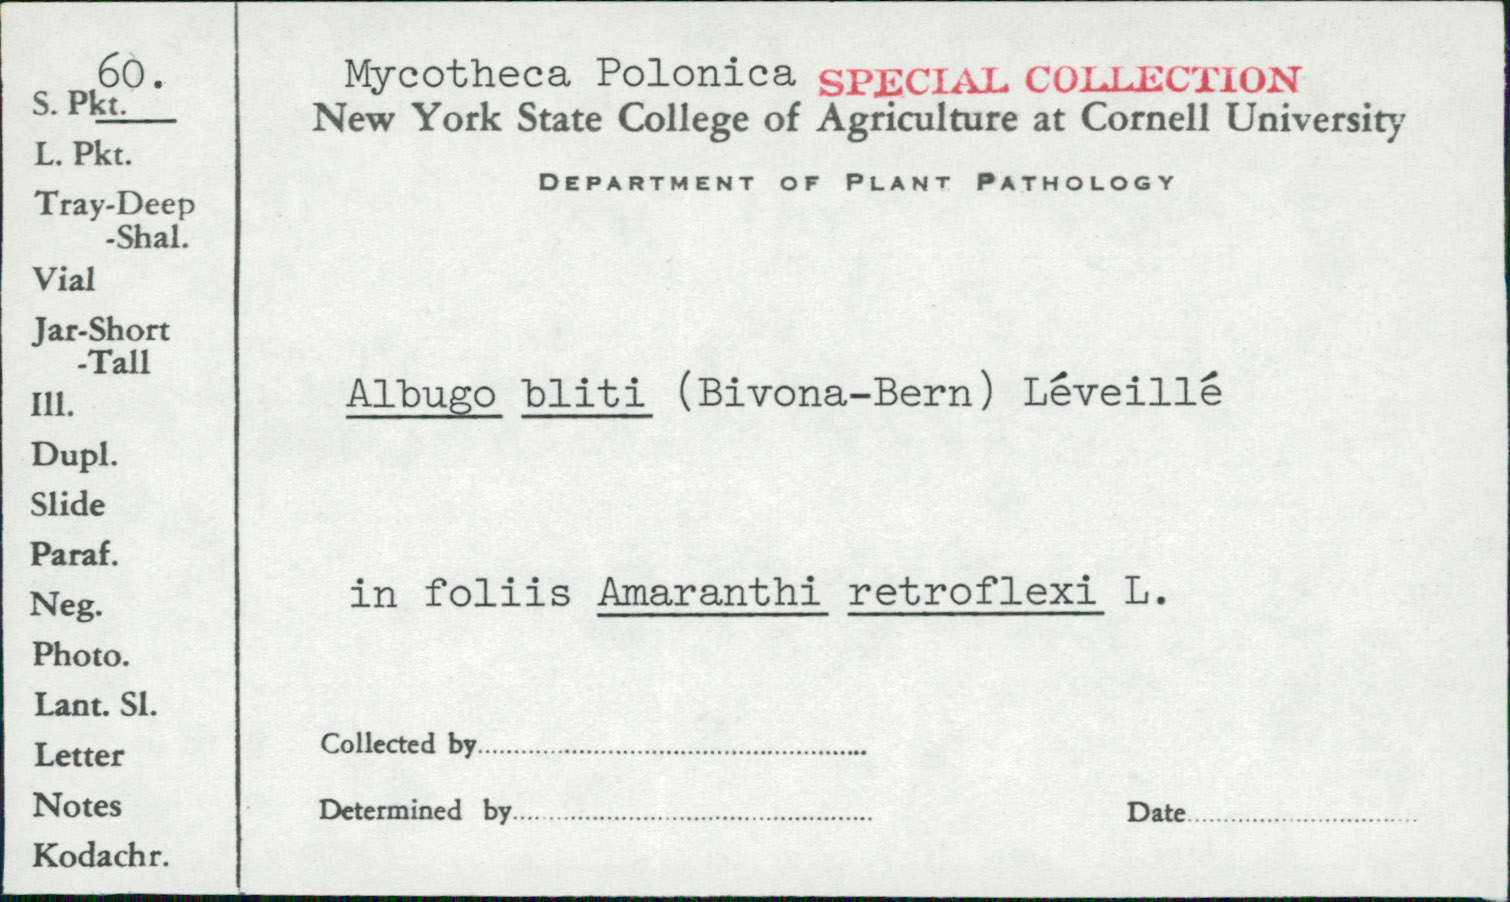 60.
S. Pkt.
L. Pkt.
Tray-Deep
-Shal.
Vial
Jar-Short
-Tall
Ill.
Dupl.
Slide
Paraf.
Neg.
Photo.
Lant. Sl.
Letter
Notes
Kodachr.
Mycotheca Polonica SPECIAL COLLECTION
New York State College of Agriculture at Cornell University
DEPARTMENT OF PLANT PATHOLOGY
Albugo bliti (Bivona-Bern) Léveillé
in foliis Amaranthi retroflexi L.
Collected by
Determined by Date